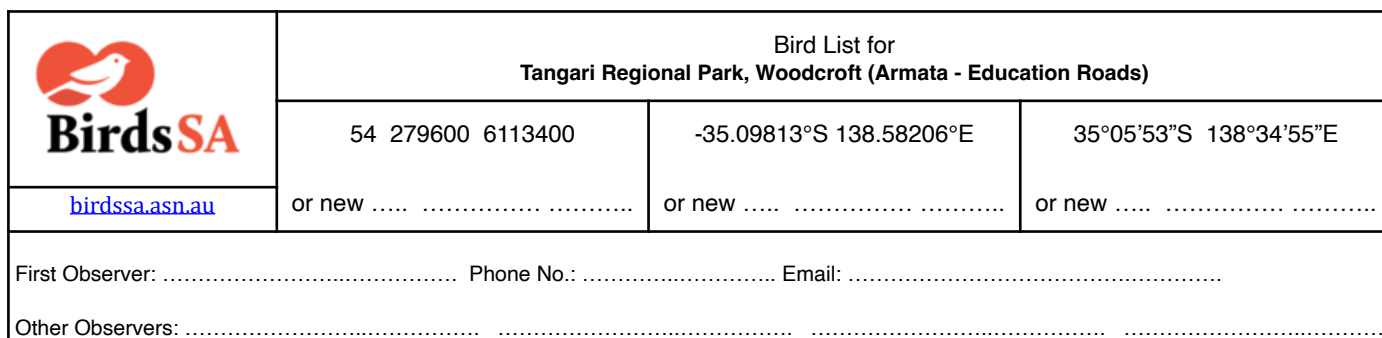 Bird List for
Tangari Regional Park, Woodcroft (Armata - Education Roads)
BirdsSA
birdssa.asn.au
54 279600 6113400
-35.09813°S 138.58206°E
35°05’53”S 138°34’55”E
or new ….. …………… ………..
or new ….. …………… ………..
or new ….. …………… ………..
First Observer: ……………………..……………. Phone No.: …………..………….. Email: …………………………………..………….
Other Observers: ……………………..……………. ……………………..……………. ……………………..……………. ……………………..………….